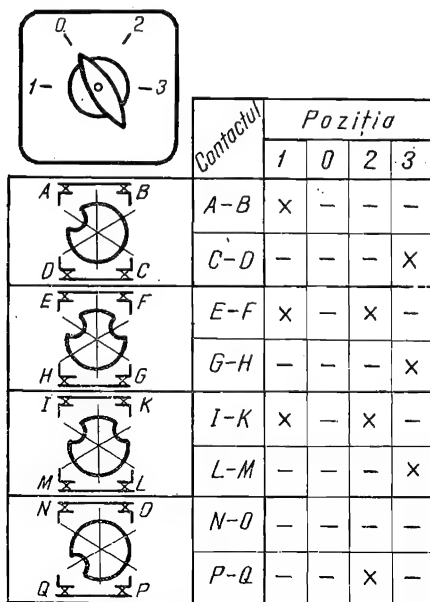 0 2
1 3
Contactul Poziția
1 0 2 3
A B
D C
A-B × – – –
C-D – – – ×
E F
H G
E-F × – × –
G-H – – – ×
I K
M L
I-K × – × –
L-M – – – ×
N O
Q P
N-O – – – –
P-Q – – × –